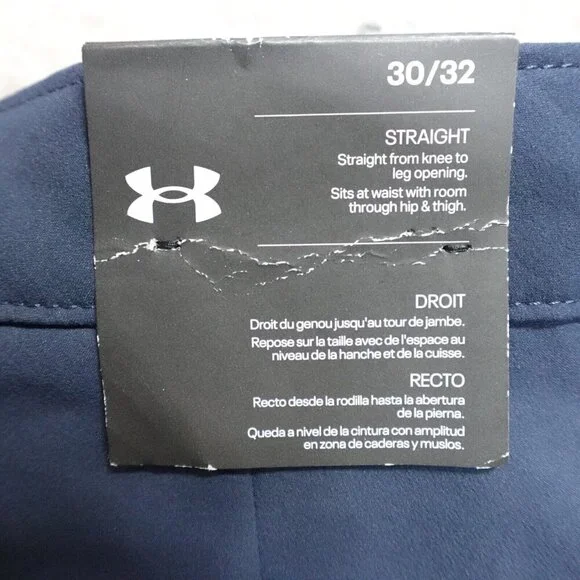 30/32
STRAIGHT
Straight from knee to
leg opening.
Sits at waist with room
through hip & thigh.
DROIT
Droit du genou jusqu'au tour de jambe.
Repose sur la taille avec de l'espace au
niveau de la hanche et de la cuisse.
RECTO
Recto desde la rodilla hasta la abertura
de la pierna.
Queda a nivel de la cintura con amplitud
en zona de caderas y muslos.